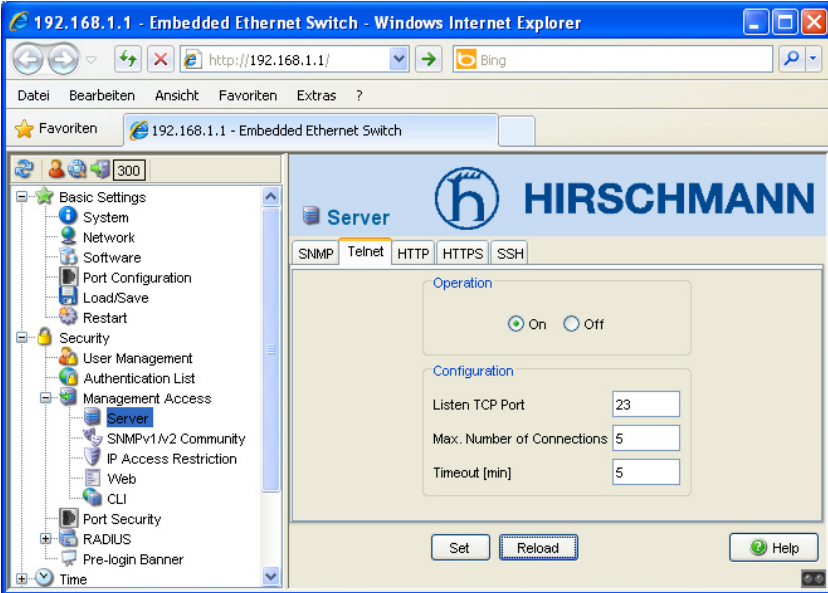 192.168.1.1 - Embedded Ethernet Switch - Windows Internet Explorer
http://192.168.1.1/
Bing
Datei Bearbeiten Ansicht Favoriten Extras ?
Favoriten
192.168.1.1 - Embedded Ethernet Switch
300
Basic Settings
System
Network
Software
Port Configuration
Load/Save
Restart
Security
User Management
Authentication List
Management Access
Server
SNMPv1/v2 Community
IP Access Restriction
Web
CLI
Port Security
RADIUS
Pre-login Banner
Time
Server
HIRSCHMANN
SNMP Telnet HTTP HTTPS SSH
Operation
On Off
Configuration
Listen TCP Port 23
Max. Number of Connections 5
Timeout [min] 5
Set Reload Help